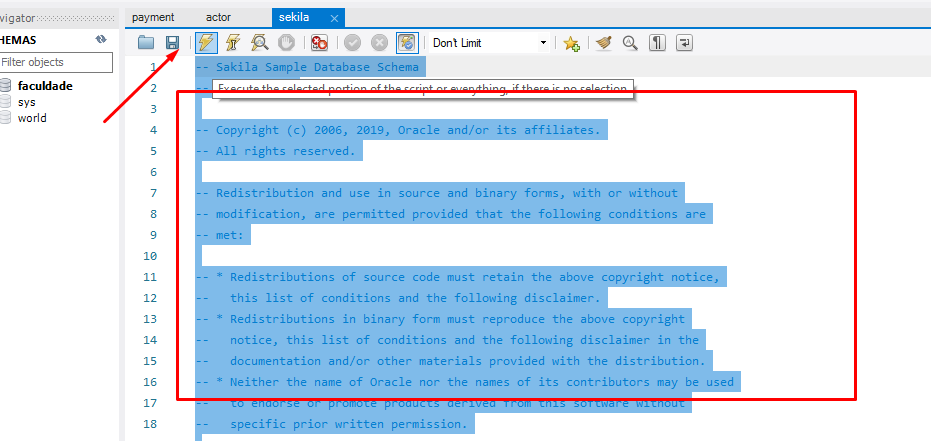 vigator
payment
actor
sekila
HEMAS
Don't Limit
Filter objects
faculdade
sys
world
1 -- Sakila Sample Database Schema
2 --
Execute the selected portion of the script or everything, if there is no selection
3
4 -- Copyright (c) 2006, 2019, Oracle and/or its affiliates.
5 -- All rights reserved.
6
7 -- Redistribution and use in source and binary forms, with or without
8 -- modification, are permitted provided that the following conditions are
9 -- met:
10
11 -- * Redistributions of source code must retain the above copyright notice,
12 --   this list of conditions and the following disclaimer.
13 -- * Redistributions in binary form must reproduce the above copyright
14 --   notice, this list of conditions and the following disclaimer in the
15 --   documentation and/or other materials provided with the distribution.
16 -- * Neither the name of Oracle nor the names of its contributors may be used
17 --   to endorse or promote products derived from this software without
18 --   specific prior written permission.